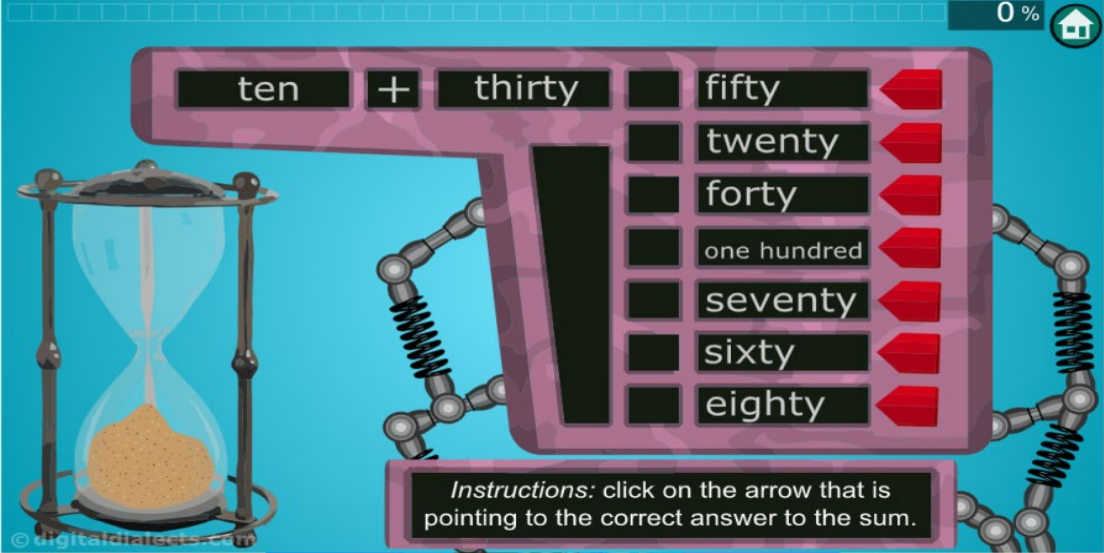 0 %
ten + thirty fifty
twenty
forty
one hundred
seventy
sixty
eighty
Instructions: click on the arrow that is
pointing to the correct answer to the sum.
© digitaldialects.com